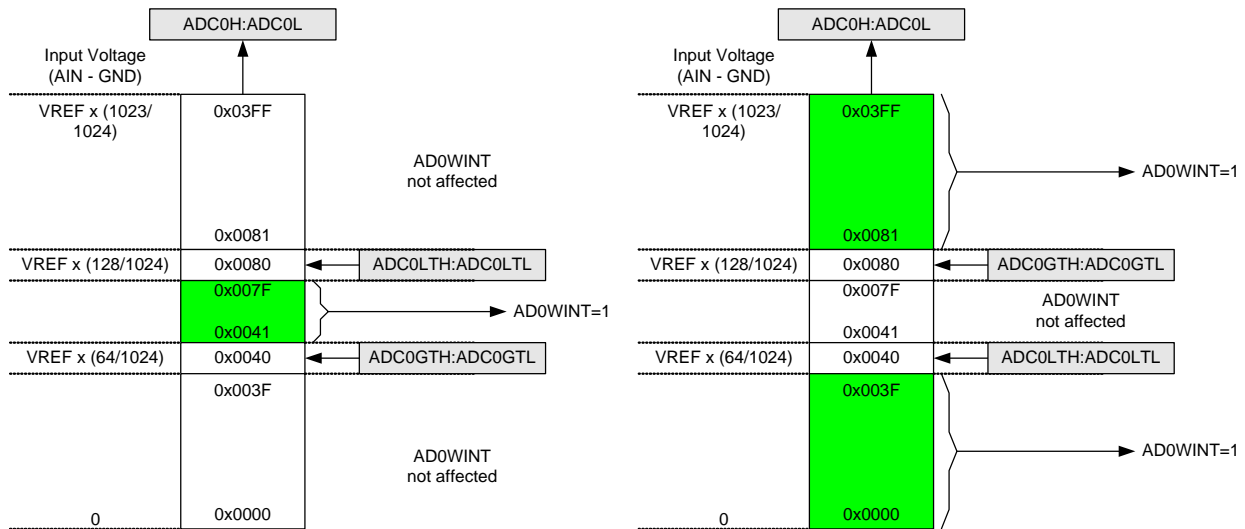 ADC0H:ADC0L
Input Voltage
(AIN - GND)
VREF x (1023/
1024)
0x03FF
AD0WINT
not affected
0x0081
VREF x (128/1024)
0x0080
ADC0LTH:ADC0LTL
0x007F
AD0WINT=1
0x0041
VREF x (64/1024)
0x0040
ADC0GTH:ADC0GTL
0x003F
AD0WINT
not affected
0
0x0000
ADC0H:ADC0L
Input Voltage
(AIN - GND)
VREF x (1023/
1024)
0x03FF
AD0WINT=1
0x0081
VREF x (128/1024)
0x0080
ADC0GTH:ADC0GTL
0x007F
AD0WINT
not affected
0x0041
VREF x (64/1024)
0x0040
ADC0LTH:ADC0LTL
0x003F
AD0WINT=1
0
0x0000